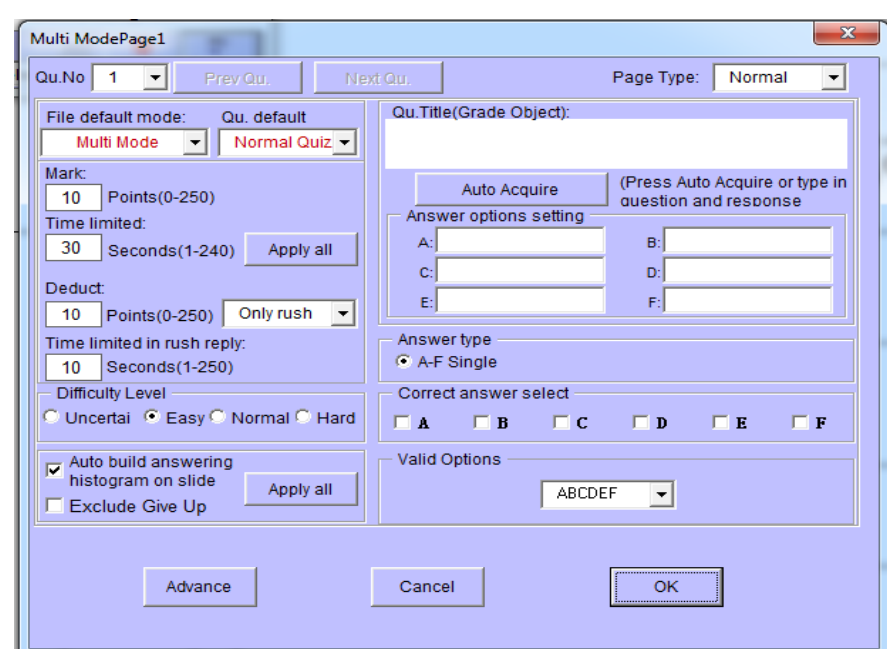 Multi ModePage1
Qu.No 1 Prev Qu. Next Qu. Page Type: Normal
File default mode: Qu. default
Multi Mode Normal Quiz
Mark:
10 Points(0-250)
Time limited:
30 Seconds(1-240) Apply all
Deduct:
10 Points(0-250) Only rush
Time limited in rush reply:
10 Seconds(1-250)
Difficulty Level
Uncertai Easy Normal Hard
Auto build answering
histogram on slide
Apply all
Exclude Give Up
Qu.Title(Grade Object):
Auto Acquire (Press Auto Acquire or type in
question and response
Answer options setting
A: B:
C: D:
E: F:
Answer type
A-F Single
Correct answer select
A B C D E F
Valid Options
ABCDEF
Advance Cancel OK